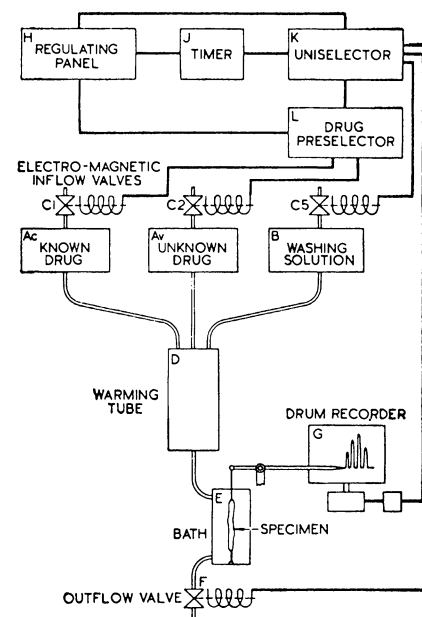 H
REGULATING
PANEL
J
TIMER
K
UNISELECTOR
L
DRUG
PRESELECTOR
ELECTRO-MAGNETIC
INFLOW VALVES
C1
C2
C5
Ac
KNOWN
DRUG
Av
UNKNOWN
DRUG
B
WASHING
SOLUTION
D
WARMING
TUBE
DRUM RECORDER
G
E
BATH
SPECIMEN
F
OUTFLOW VALVE